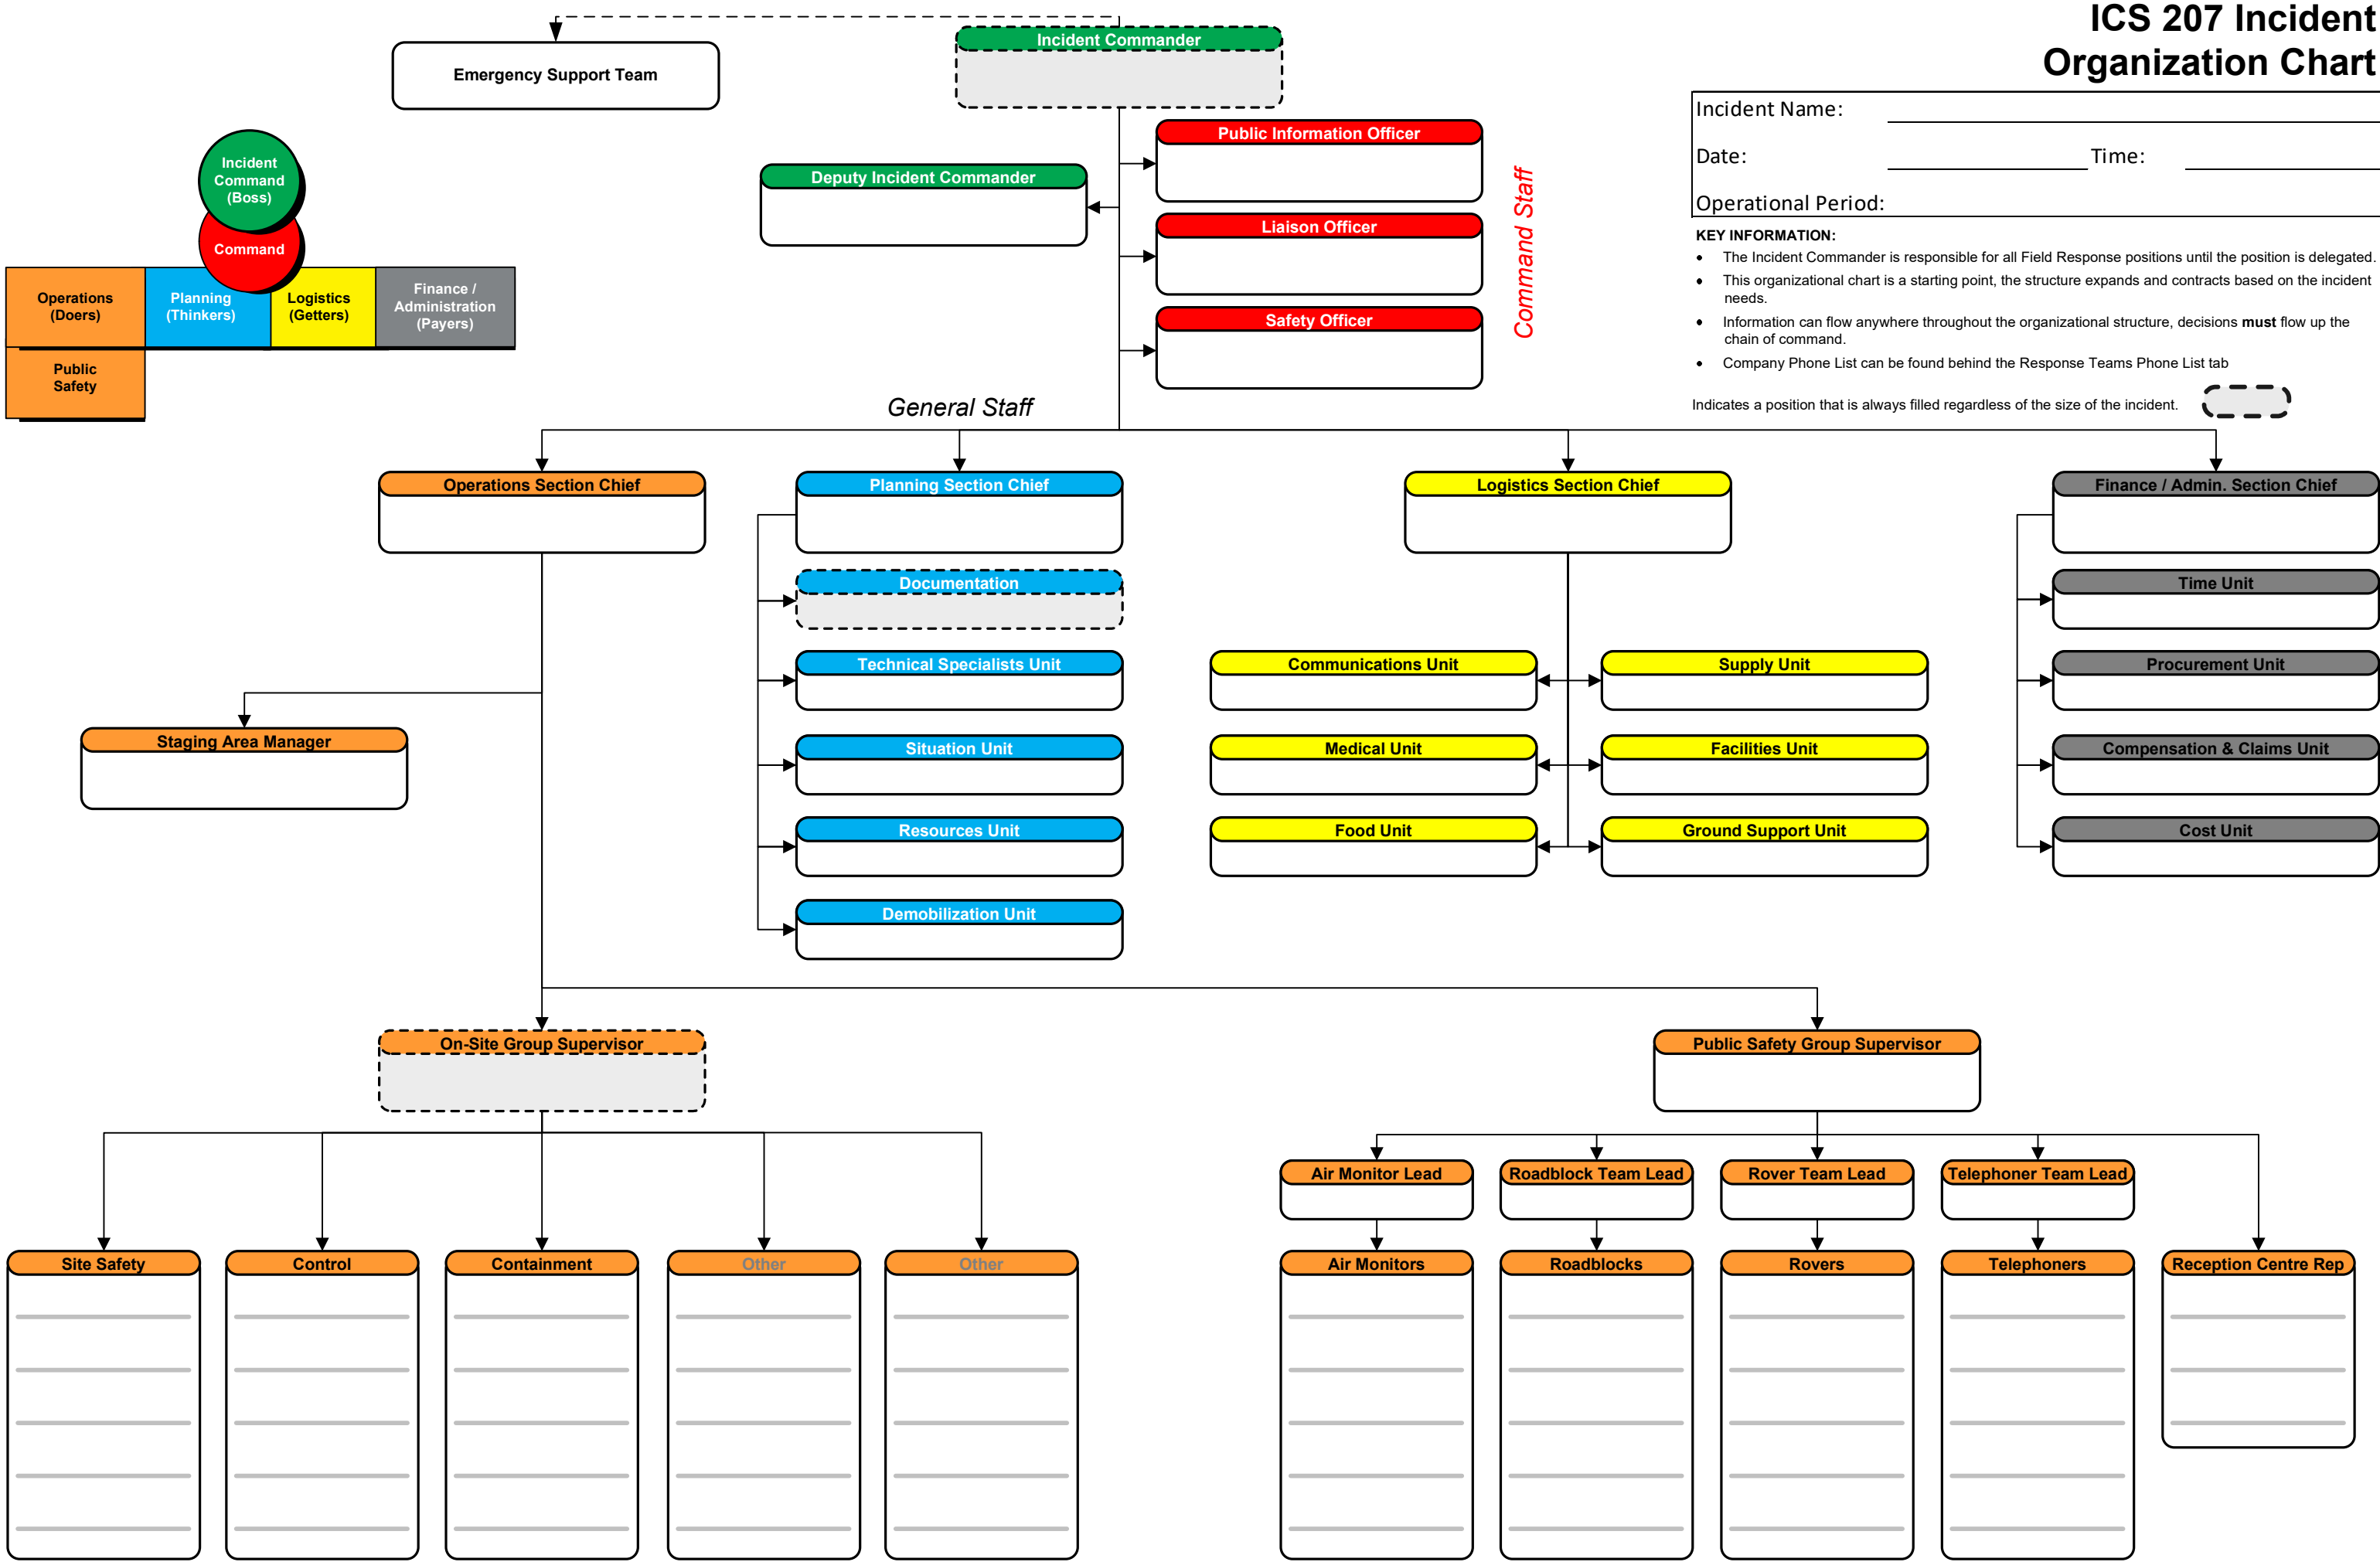 ICS 207 Incident
Organization Chart
Incident Commander
Emergency Support Team
Incident Name:
Date:
Time:
Operational Period:
Public Information Officer
Deputy Incident Commander
Liaison Officer
Safety Officer
Command Staff
Incident
Command
(Boss)
Command
Operations
(Doers)
Planning
(Thinkers)
Logistics
(Getters)
Finance /
Administration
(Payers)
Public
Safety
KEY INFORMATION:
• The Incident Commander is responsible for all Field Response positions until the position is delegated.
• This organizational chart is a starting point, the structure expands and contracts based on the incident
needs.
• Information can flow anywhere throughout the organizational structure, decisions must flow up the
chain of command.
• Company Phone List can be found behind the Response Teams Phone List tab
Indicates a position that is always filled regardless of the size of the incident.
General Staff
Operations Section Chief
Planning Section Chief
Logistics Section Chief
Finance / Admin. Section Chief
Documentation
Time Unit
Technical Specialists Unit
Communications Unit
Supply Unit
Procurement Unit
Staging Area Manager
Situation Unit
Medical Unit
Facilities Unit
Compensation & Claims Unit
Resources Unit
Food Unit
Ground Support Unit
Cost Unit
Demobilization Unit
On-Site Group Supervisor
Public Safety Group Supervisor
Air Monitor Lead
Roadblock Team Lead
Rover Team Lead
Telephoner Team Lead
Site Safety
Control
Containment
Other
Other
Air Monitors
Roadblocks
Rovers
Telephoners
Reception Centre Rep